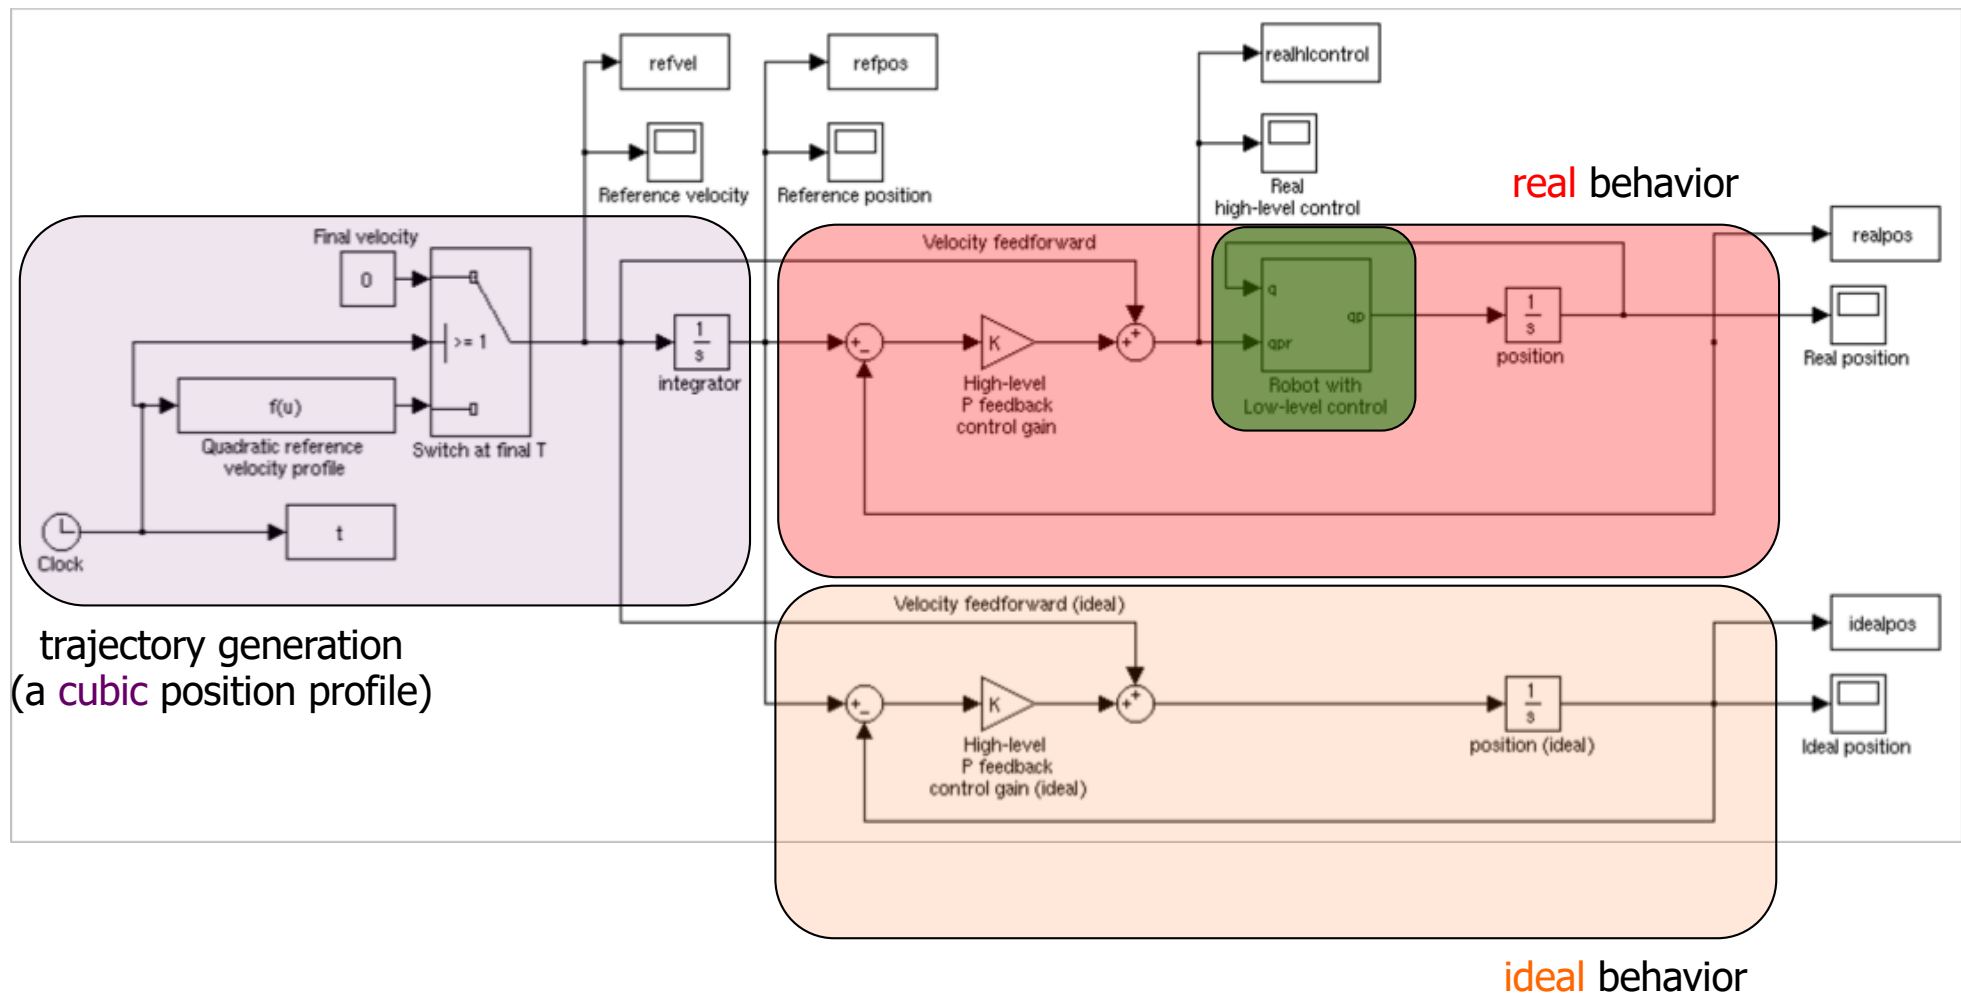 refvel
refpos
realhlcontrol
Reference velocity
Reference position
Real
high-level control
real behavior
realpos
Real position
Final velocity
0
>= 1
f(u)
Quadratic reference
velocity profile
Switch at final T
1
s
integrator
t
Clock
trajectory generation
(a cubic position profile)
Velocity feedforward
+
-
K
High-level
P feedback
control gain
+
+
q
qpr
qp
Robot with
Low-level control
1
s
position
Velocity feedforward (ideal)
+
-
K
High-level
P feedback
control gain (ideal)
+
+
1
s
position (ideal)
idealpos
Ideal position
ideal behavior